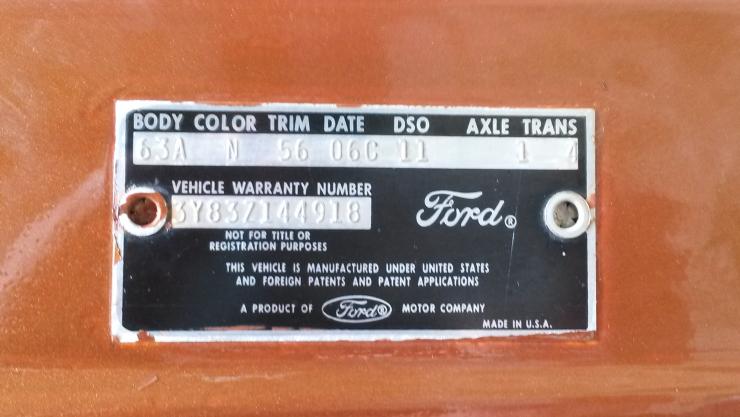 BODY COLOR TRIM DATE DSO AXLE TRANS
63A N 56 06C 11 1 4
VEHICLE WARRANTY NUMBER
3Y83Z144918
Ford®
NOT FOR TITLE OR
REGISTRATION PURPOSES
THIS VEHICLE IS MANUFACTURED UNDER UNITED STATES
AND FOREIGN PATENTS AND PATENT APPLICATIONS
A PRODUCT OF Ford® MOTOR COMPANY
MADE IN U.S.A.